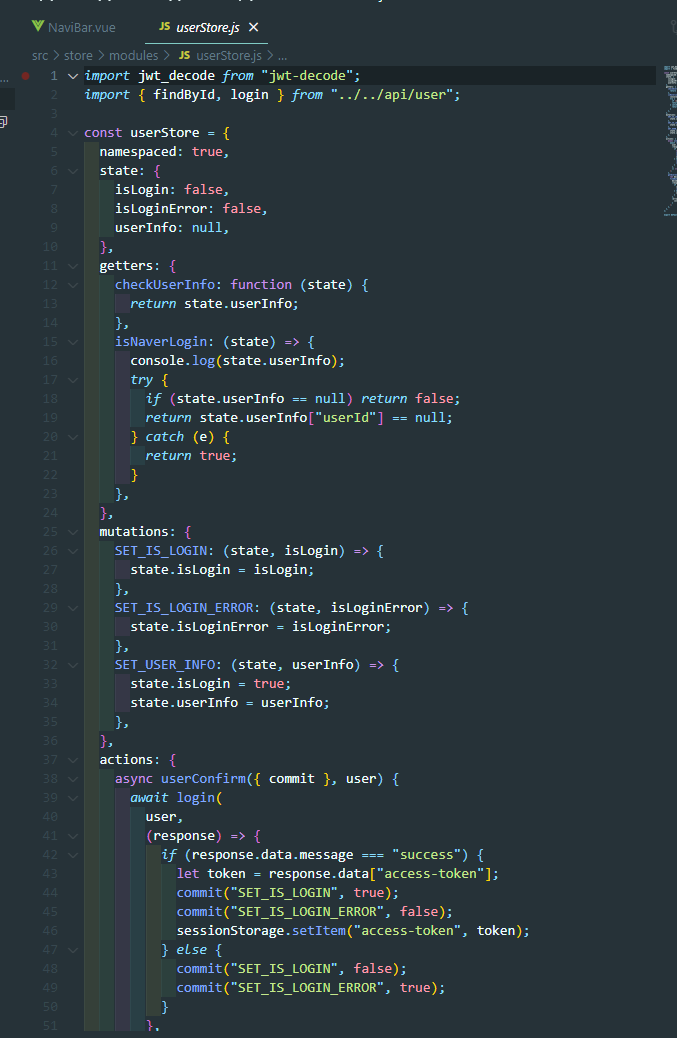 NaviBar.vue JS userStore.js ×
src > store > modules > JS userStore.js > ...
1 import jwt_decode from "jwt-decode";
2 import { findById, login } from "../../api/user";
3
4 const userStore = {
5 namespaced: true,
6 state: {
7 isLogin: false,
8 isLoginError: false,
9 userInfo: null,
10 },
11 getters: {
12 checkUserInfo: function (state) {
13 return state.userInfo;
14 },
15 isNaverLogin: (state) => {
16 console.log(state.userInfo);
17 try {
18 if (state.userInfo == null) return false;
19 return state.userInfo["userId"] == null;
20 } catch (e) {
21 return true;
22 }
23 },
24 },
25 mutations: {
26 SET_IS_LOGIN: (state, isLogin) => {
27 state.isLogin = isLogin;
28 },
29 SET_IS_LOGIN_ERROR: (state, isLoginError) => {
30 state.isLoginError = isLoginError;
31 },
32 SET_USER_INFO: (state, userInfo) => {
33 state.isLogin = true;
34 state.userInfo = userInfo;
35 },
36 },
37 actions: {
38 async userConfirm({ commit }, user) {
39 await login(
40 user,
41 (response) => {
42 if (response.data.message === "success") {
43 let token = response.data["access-token"];
44 commit("SET_IS_LOGIN", true);
45 commit("SET_IS_LOGIN_ERROR", false);
46 sessionStorage.setItem("access-token", token);
47 } else {
48 commit("SET_IS_LOGIN", false);
49 commit("SET_IS_LOGIN_ERROR", true);
50 }
51 },